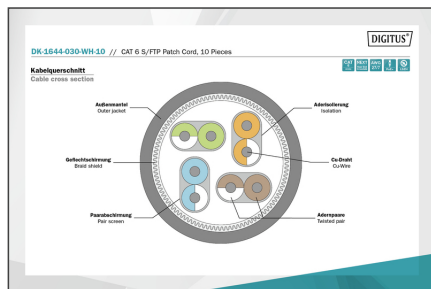 DIGITUS®
DK-1644-030-WH-10 // CAT 6 S/FTP Patch Cord, 10 Pieces
Kabelquerschnitt
Cable cross section
Außenmantel
Outer jacket
Aderisolierung
Isolation
Geflechtschirmung
Braid shield
Cu-Draht
Cu-Wire
Paarabschirmung
Pair screen
Adernpaare
Twisted pair